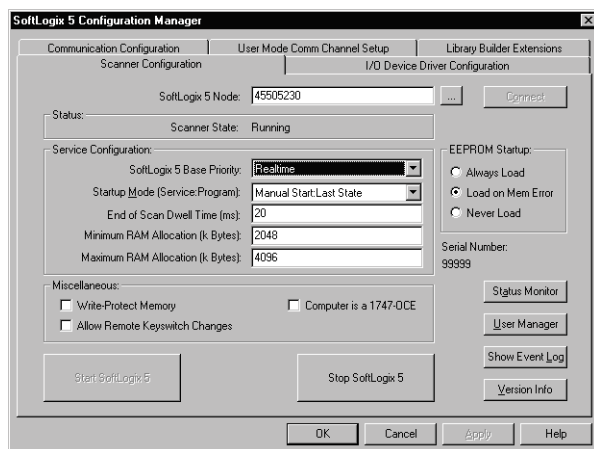 SoftLogix 5 Configuration Manager
Communication Configuration
User Mode Comm Channel Setup
Library Builder Extensions
Scanner Configuration
I/O Device Driver Configuration
SoftLogix 5 Node: 45505230 ... Connect
Status:
Scanner State: Running
Service Configuration:
SoftLogix 5 Base Priority: Realtime
Startup Mode (Service:Program): Manual Start:Last State
End of Scan Dwell Time (ms): 20
Minimum RAM Allocation (k Bytes): 2048
Maximum RAM Allocation (k Bytes): 4096
EEPROM Startup:
Always Load
Load on Mem Error
Never Load
Serial Number:
99999
Miscellaneous:
Write-Protect Memory
Computer is a 1747-OCE
Allow Remote Keyswitch Changes
Status Monitor
User Manager
Show Event Log
Version Info
Start SoftLogix 5
Stop SoftLogix 5
OK Cancel Apply Help